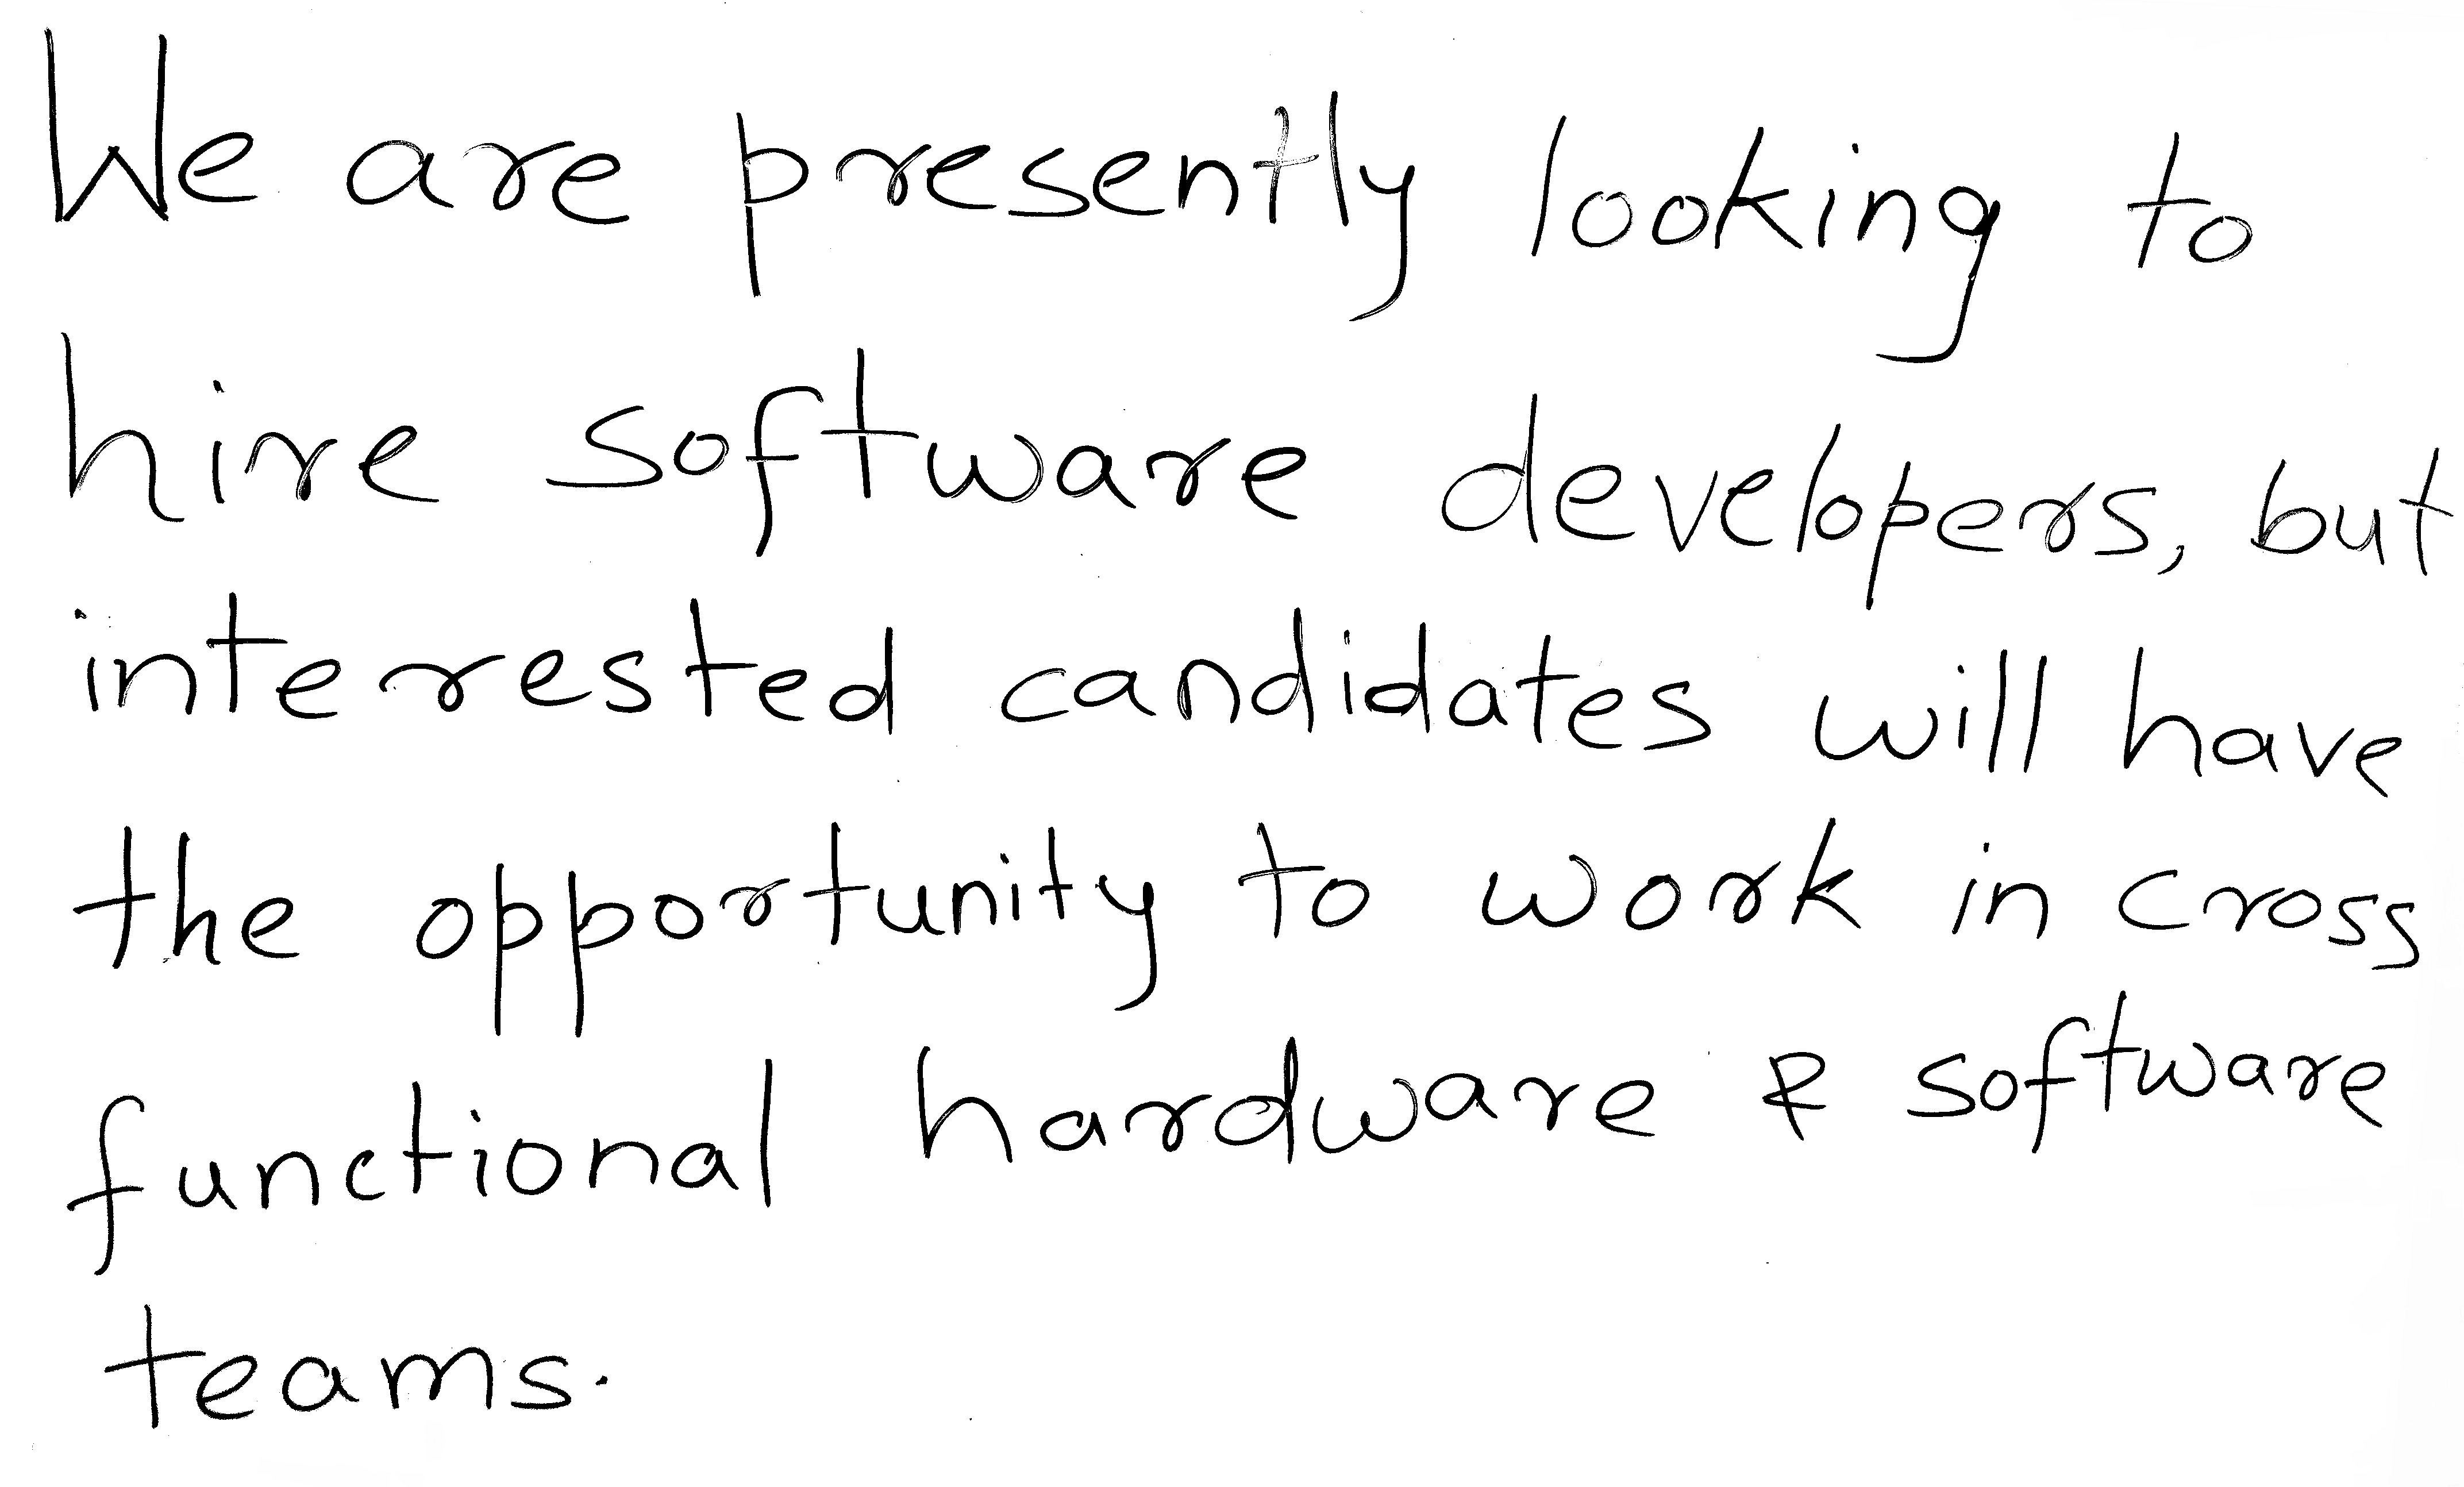 We are presently looking to
hire software developers, but
interested candidates will have
the opportunity to work in cross
functional hardware & software
teams.